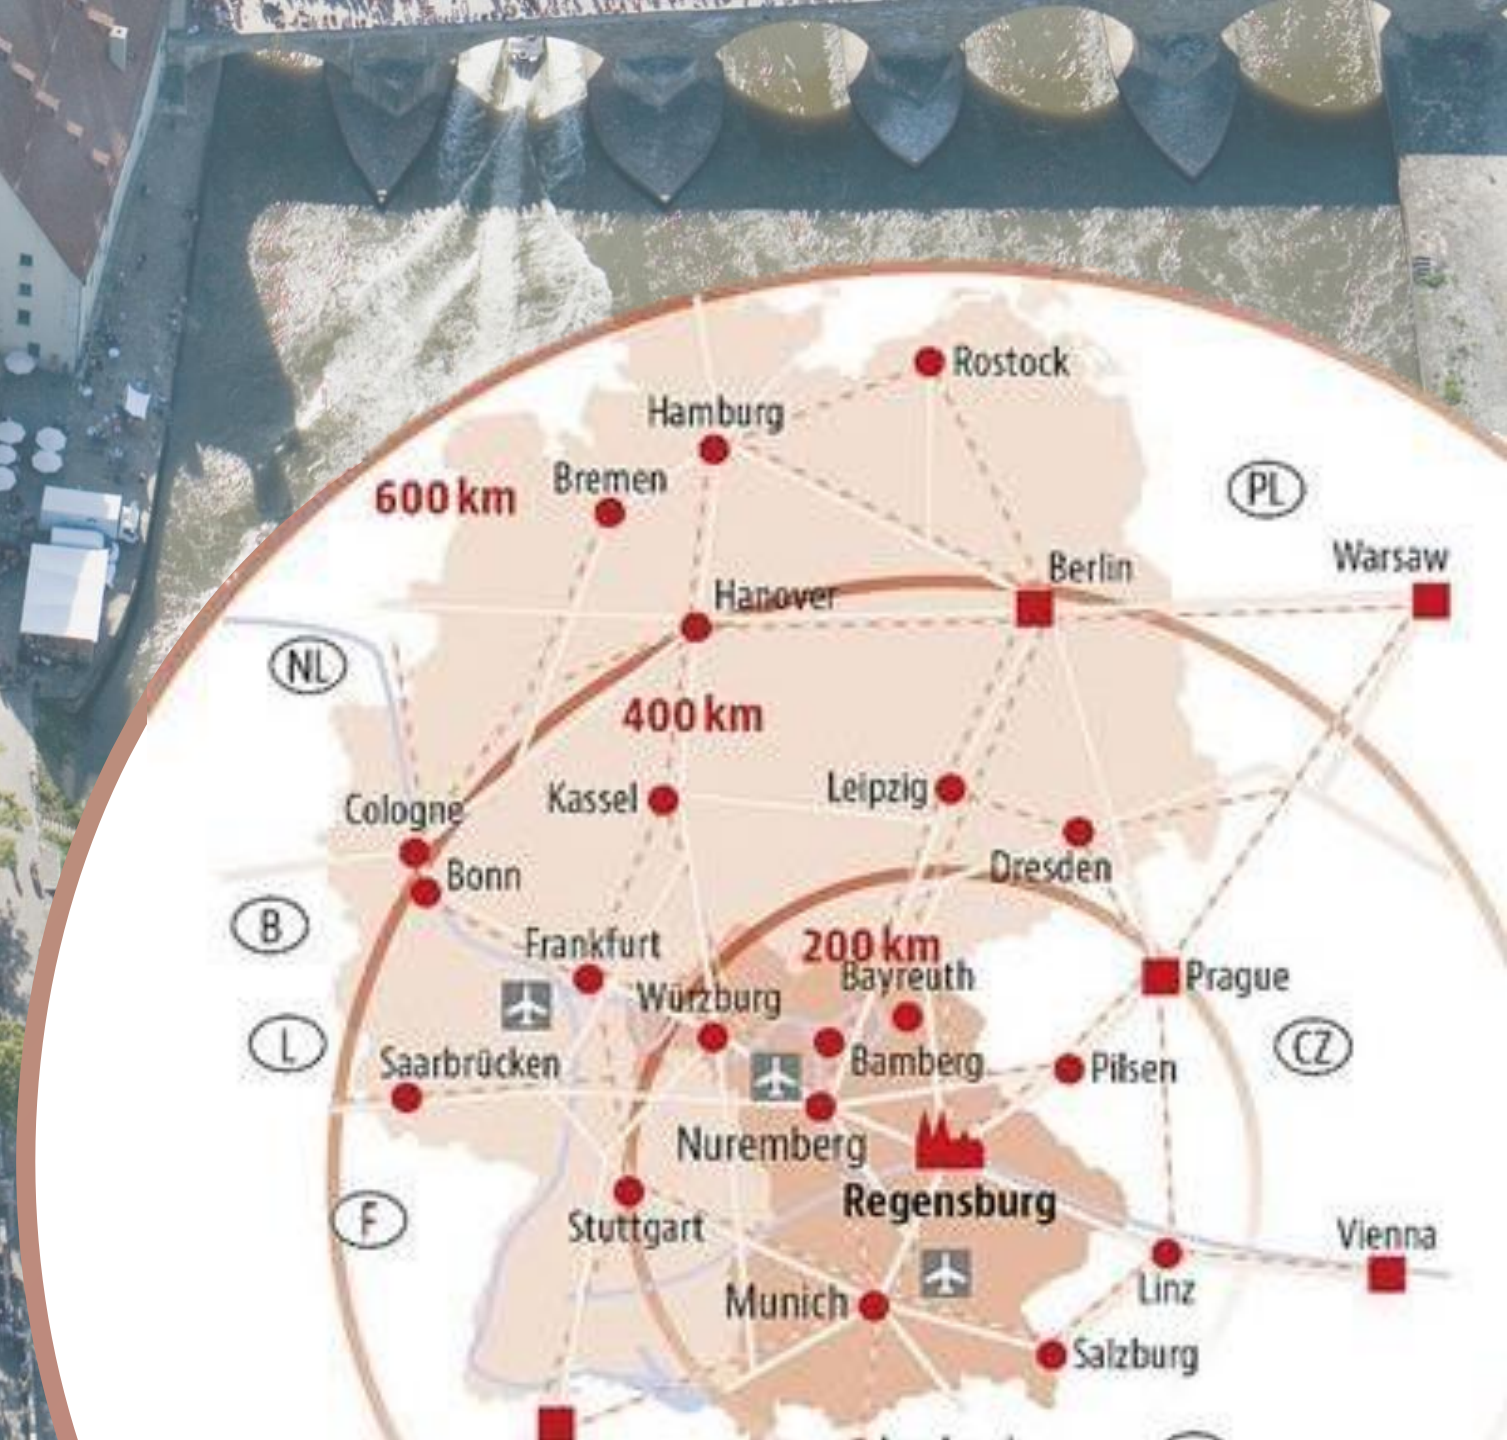 Rostock
Hamburg
Bremen
600 km
PL
Warsaw
Berlin
Hanover
NL
400 km
Cologne
Kassel
Leipzig
Dresden
Bonn
B
Frankfurt
200 km
Bayreuth
Prague
Würzburg
L
CZ
Saarbrücken
Bamberg
Pilsen
Nuremberg
Regensburg
F
Stuttgart
Vienna
Linz
Munich
Salzburg